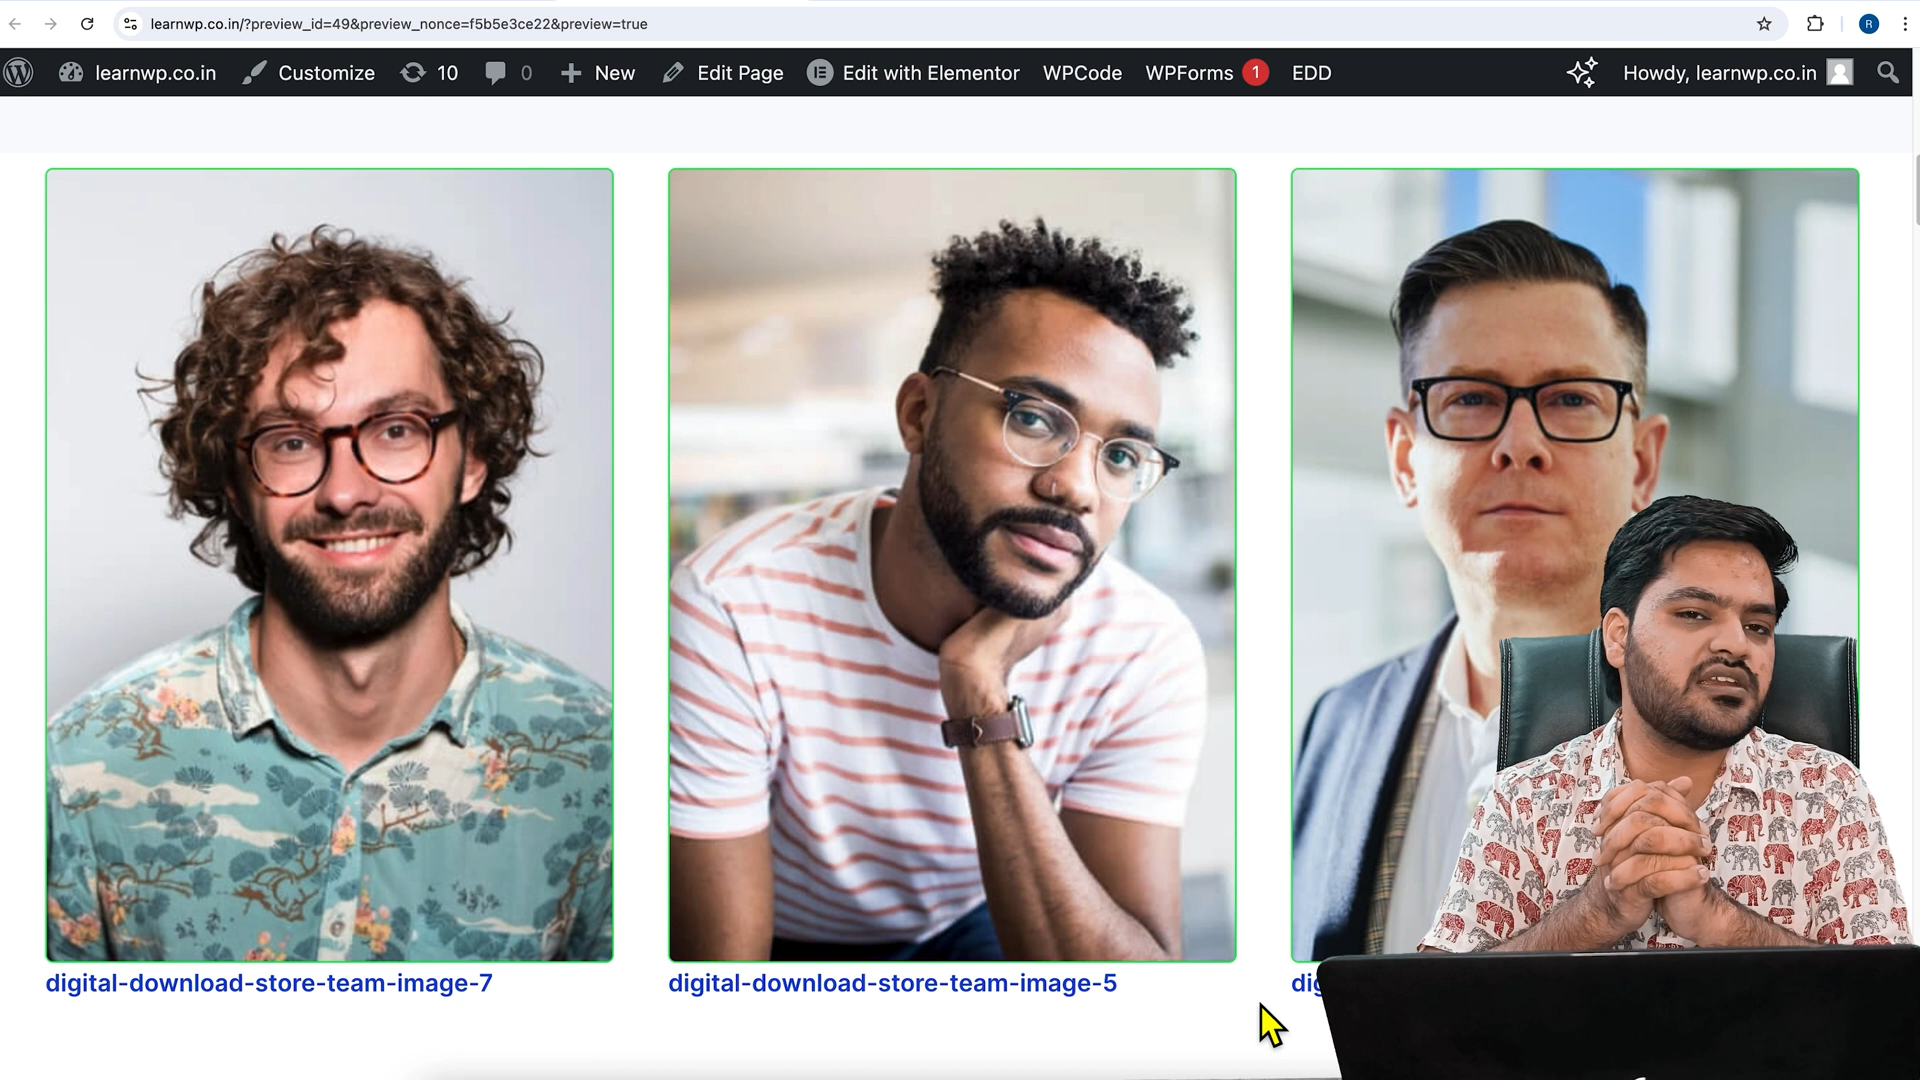 learnwp.co.in/?preview_id=49&preview_nonce=f5b5e3ce22&preview=true
R
learnwp.co.in Customize 10 0 New Edit Page Edit with Elementor WPCode WPForms 1 EDD Howdy, learnwp.co.in
digital-download-store-team-image-7
digital-download-store-team-image-5
dig